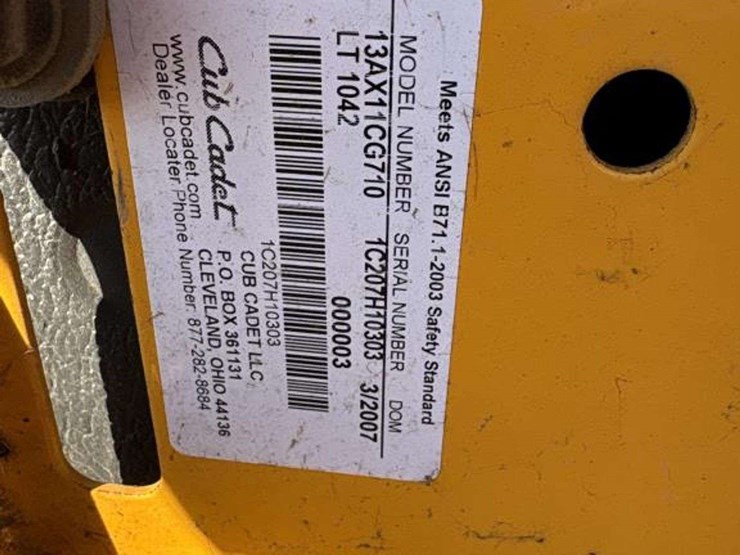 Meets ANSI B71.1-2003 Safety Standard
MODEL NUMBER SERIAL NUMBER DOM
13AX11CG710 1C207H10303 3/2007
LT 1042 000003
1C207H10303
Cub Cadet CUB CADET LLC
P.O. BOX 361131
www.cubcadet.com CLEVELAND, OHIO 44136
Dealer Locater Phone Number: 877-282-8684